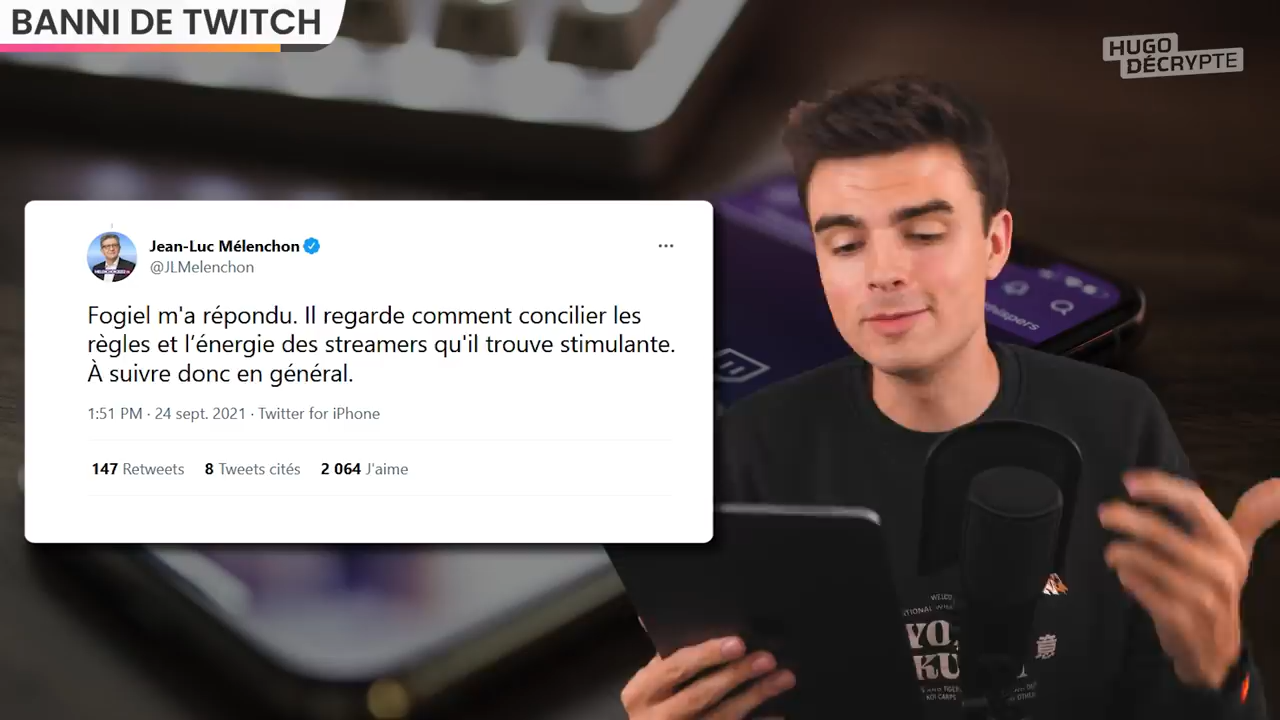 BANNI DE TWITCH
HUGO
DÉCRYPTE
Jean-Luc Mélenchon
@JLMelenchon
Fogiel m'a répondu. Il regarde comment concilier les
règles et l’énergie des streamers qu'il trouve stimulante.
À suivre donc en général.
1:51 PM · 24 sept. 2021 · Twitter for iPhone
147 Retweets 8 Tweets cités 2 064 J'aime